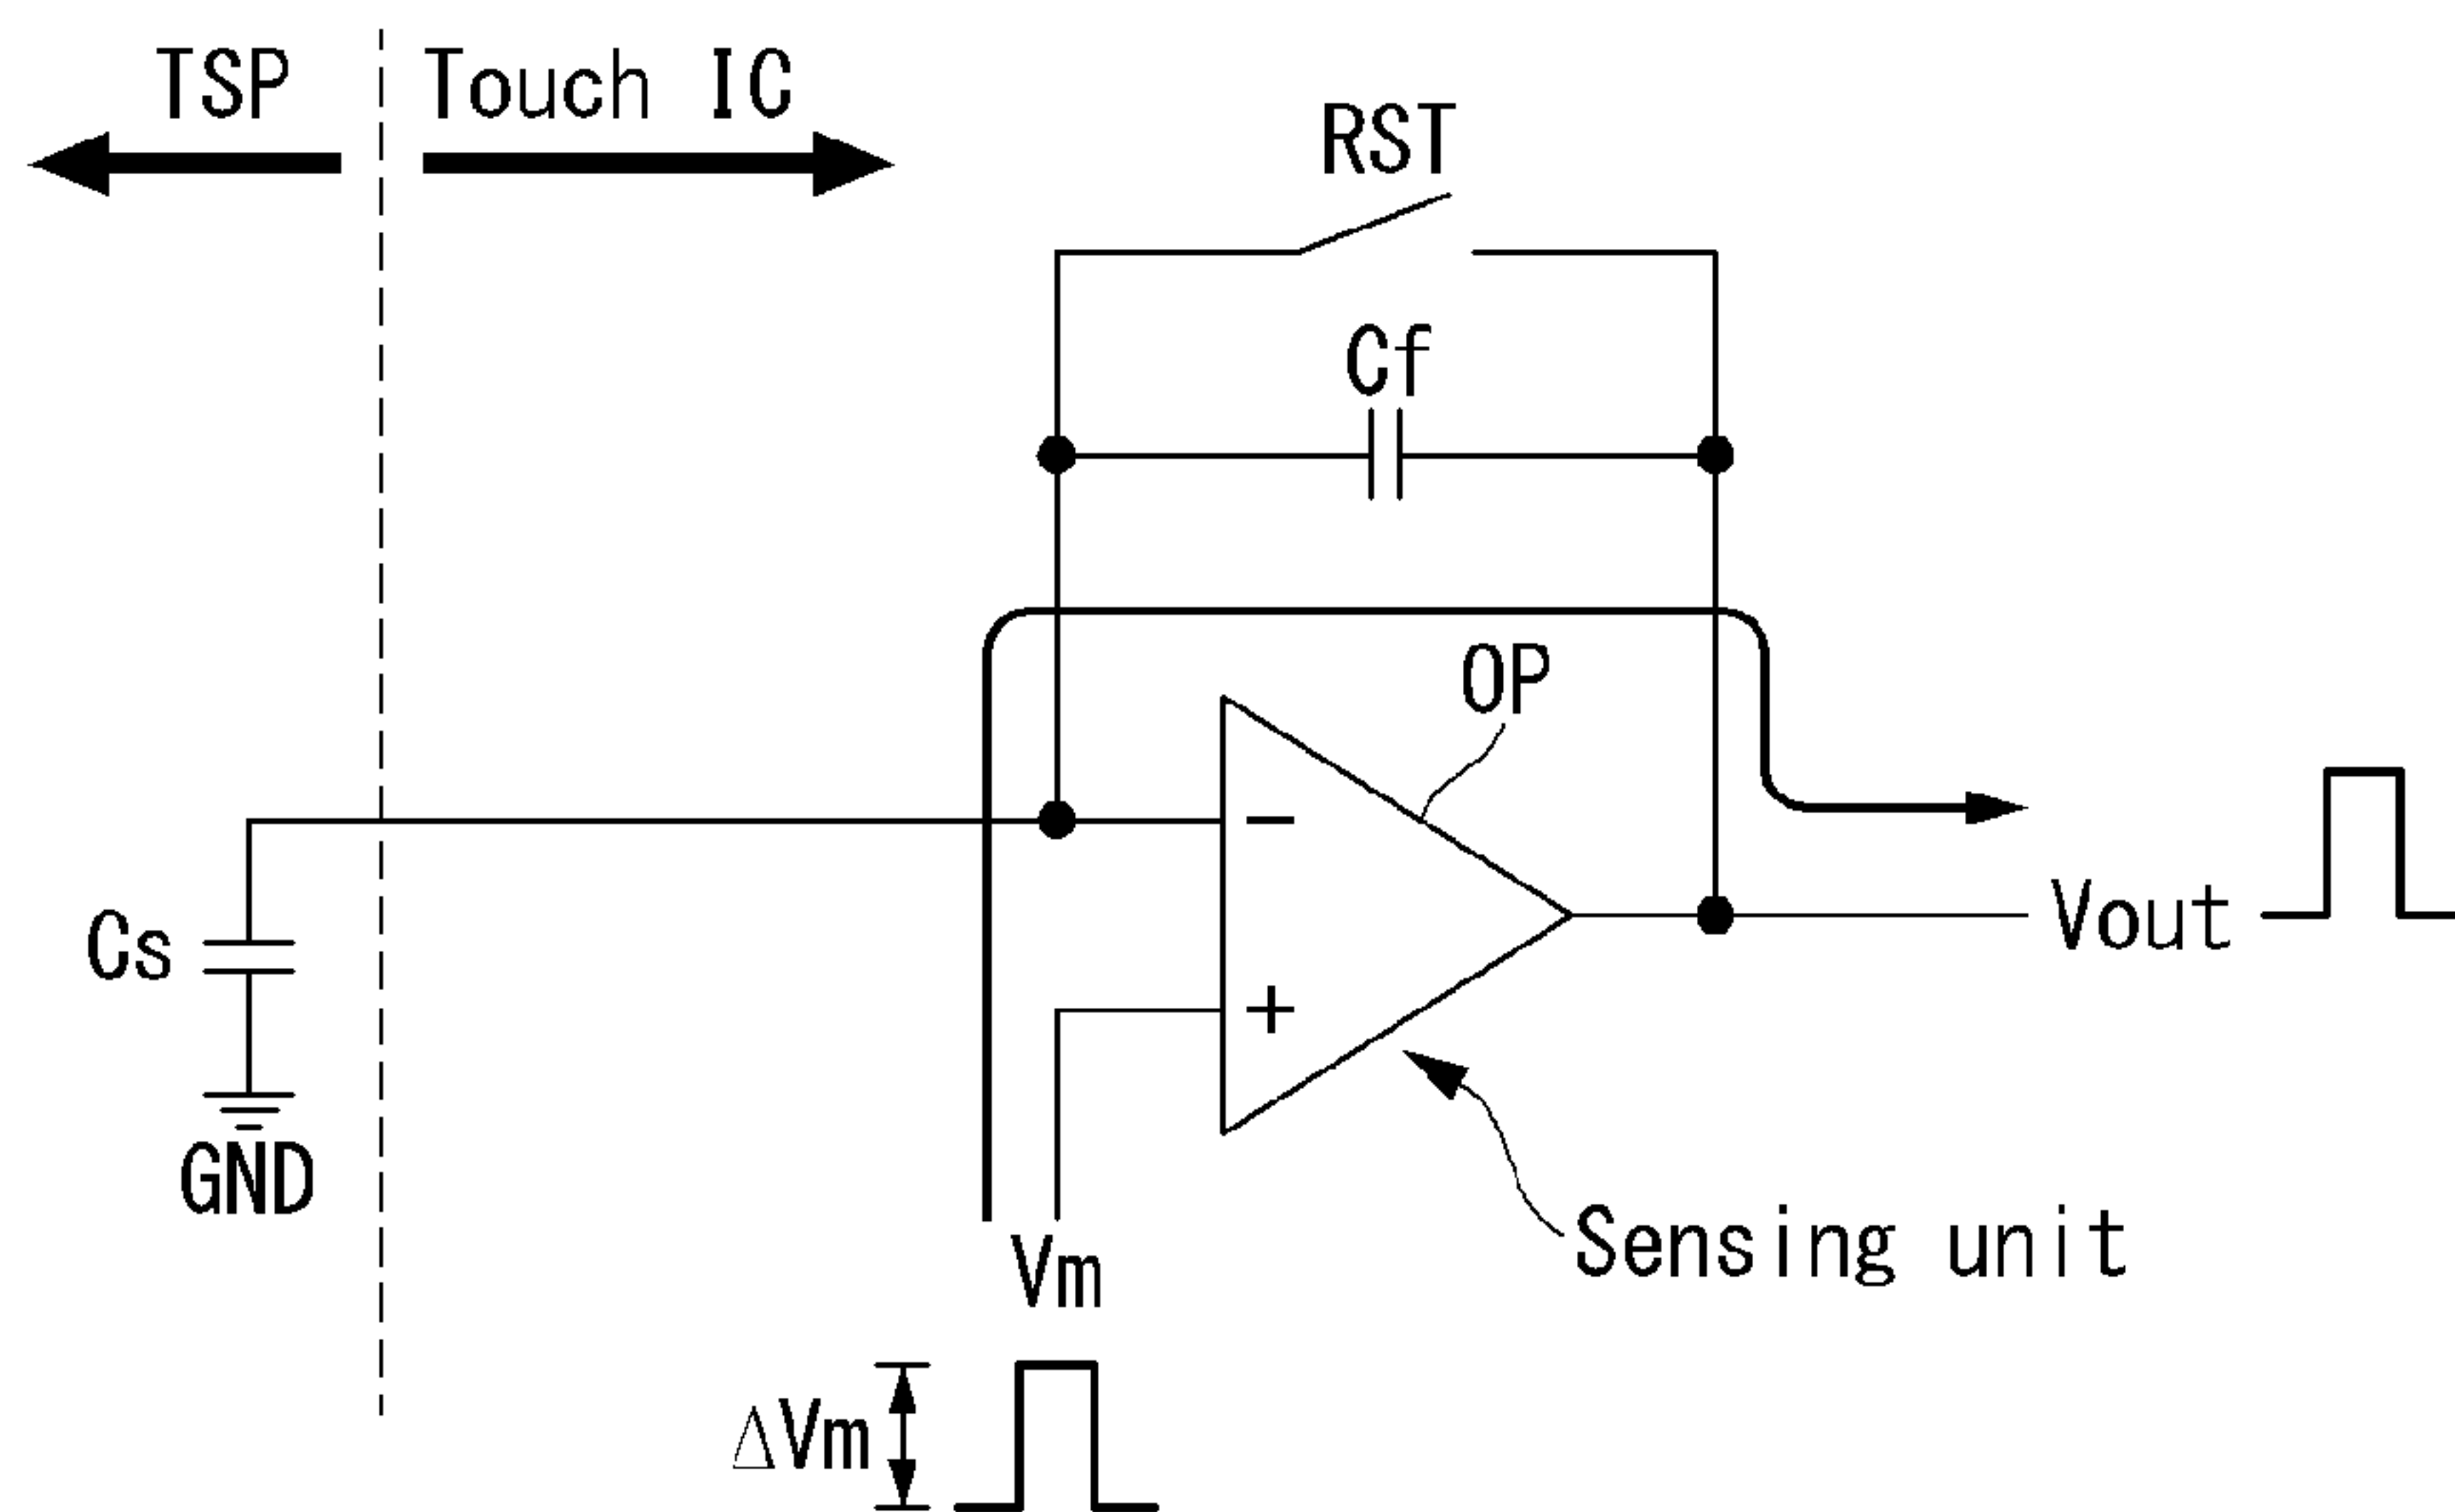 TSP
Touch IC
RST
Cf
OP
−
+
Cs
GND
Vout
Vm
Sensing unit
ΔVm